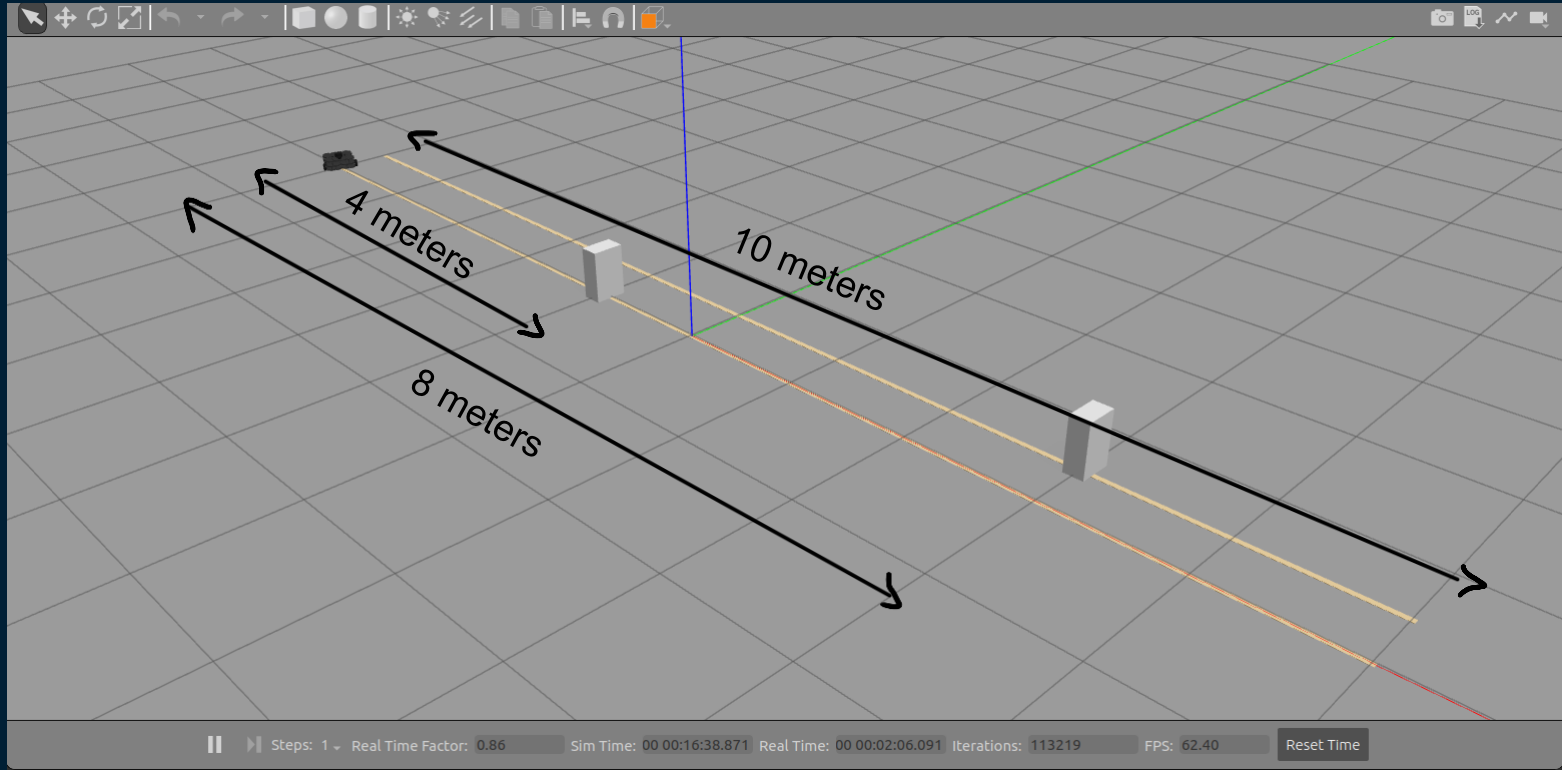 LOG
4 meters
10 meters
8 meters
Steps: 1 Real Time Factor: 0.86 Sim Time: 00 00:16:38.871 Real Time: 00 00:02:06.091 Iterations: 113219 FPS: 62.40 Reset Time